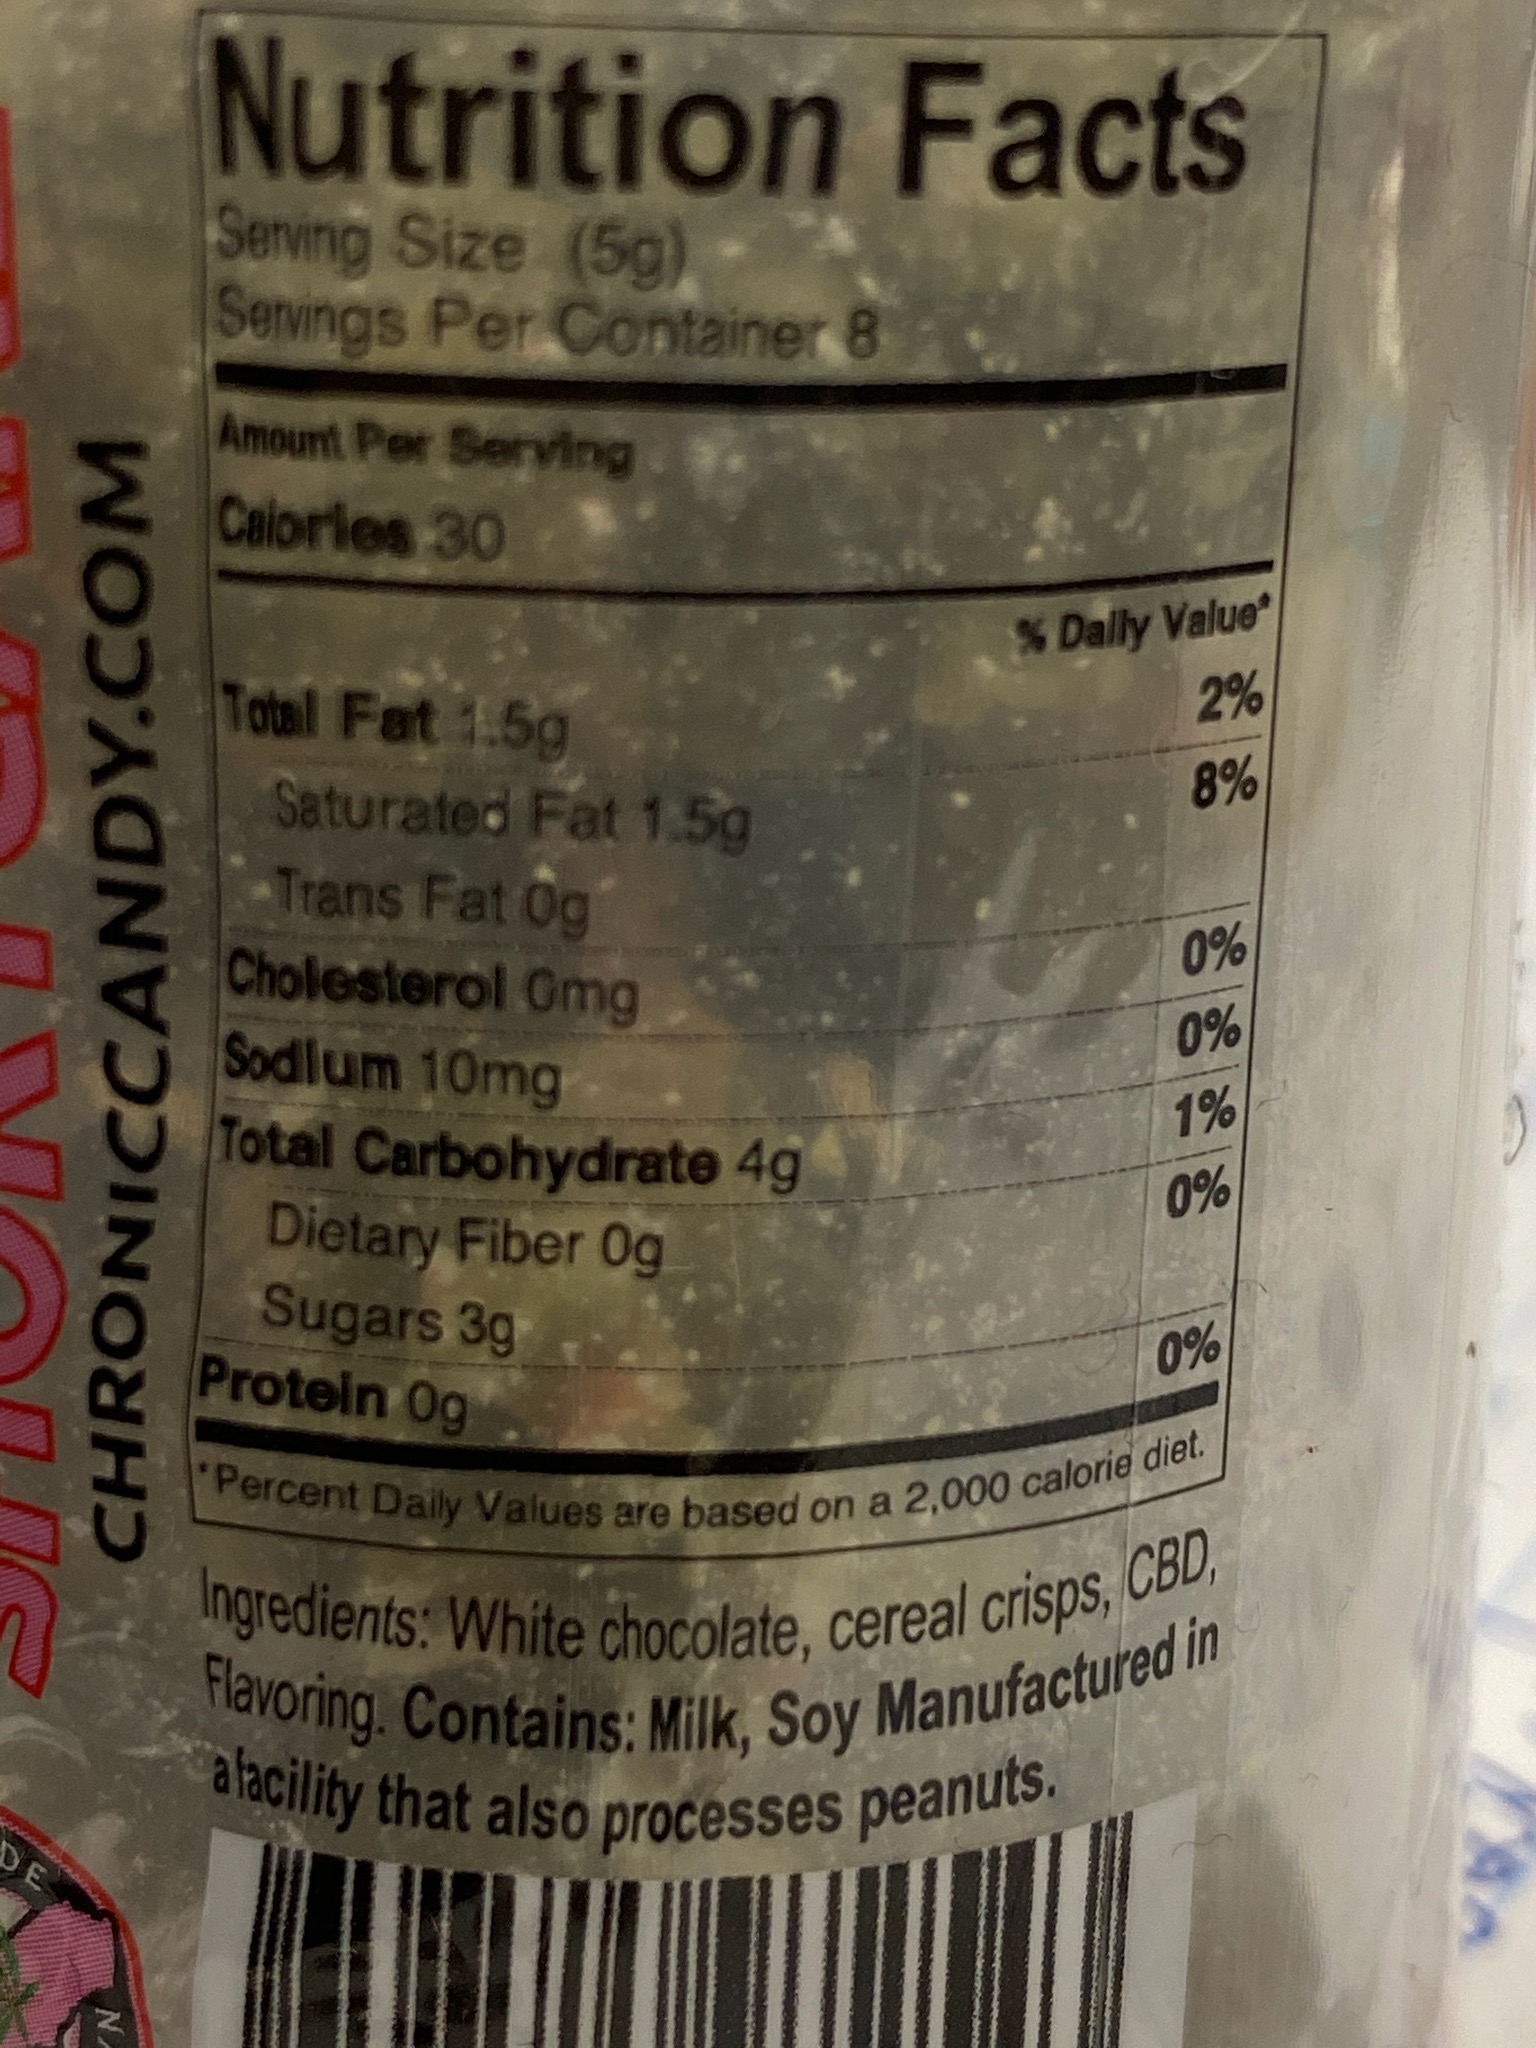 Nutrition Facts
Serving Size (5g)
Servings Per Container 8
Amount Per Serving
Calories 30
% Daily Value*
Total Fat 1.5g 2%
Saturated Fat 1.5g 8%
Trans Fat 0g
Cholesterol 0mg 0%
Sodium 10mg 0%
Total Carbohydrate 4g 1%
Dietary Fiber 0g 0%
Sugars 3g
Protein 0g 0%
*Percent Daily Values are based on a 2,000 calorie diet.
Ingredients: White chocolate, cereal crisps, CBD,
Flavoring. Contains: Milk, Soy Manufactured in
a facility that also processes peanuts.
CHRONICCANDY.COM